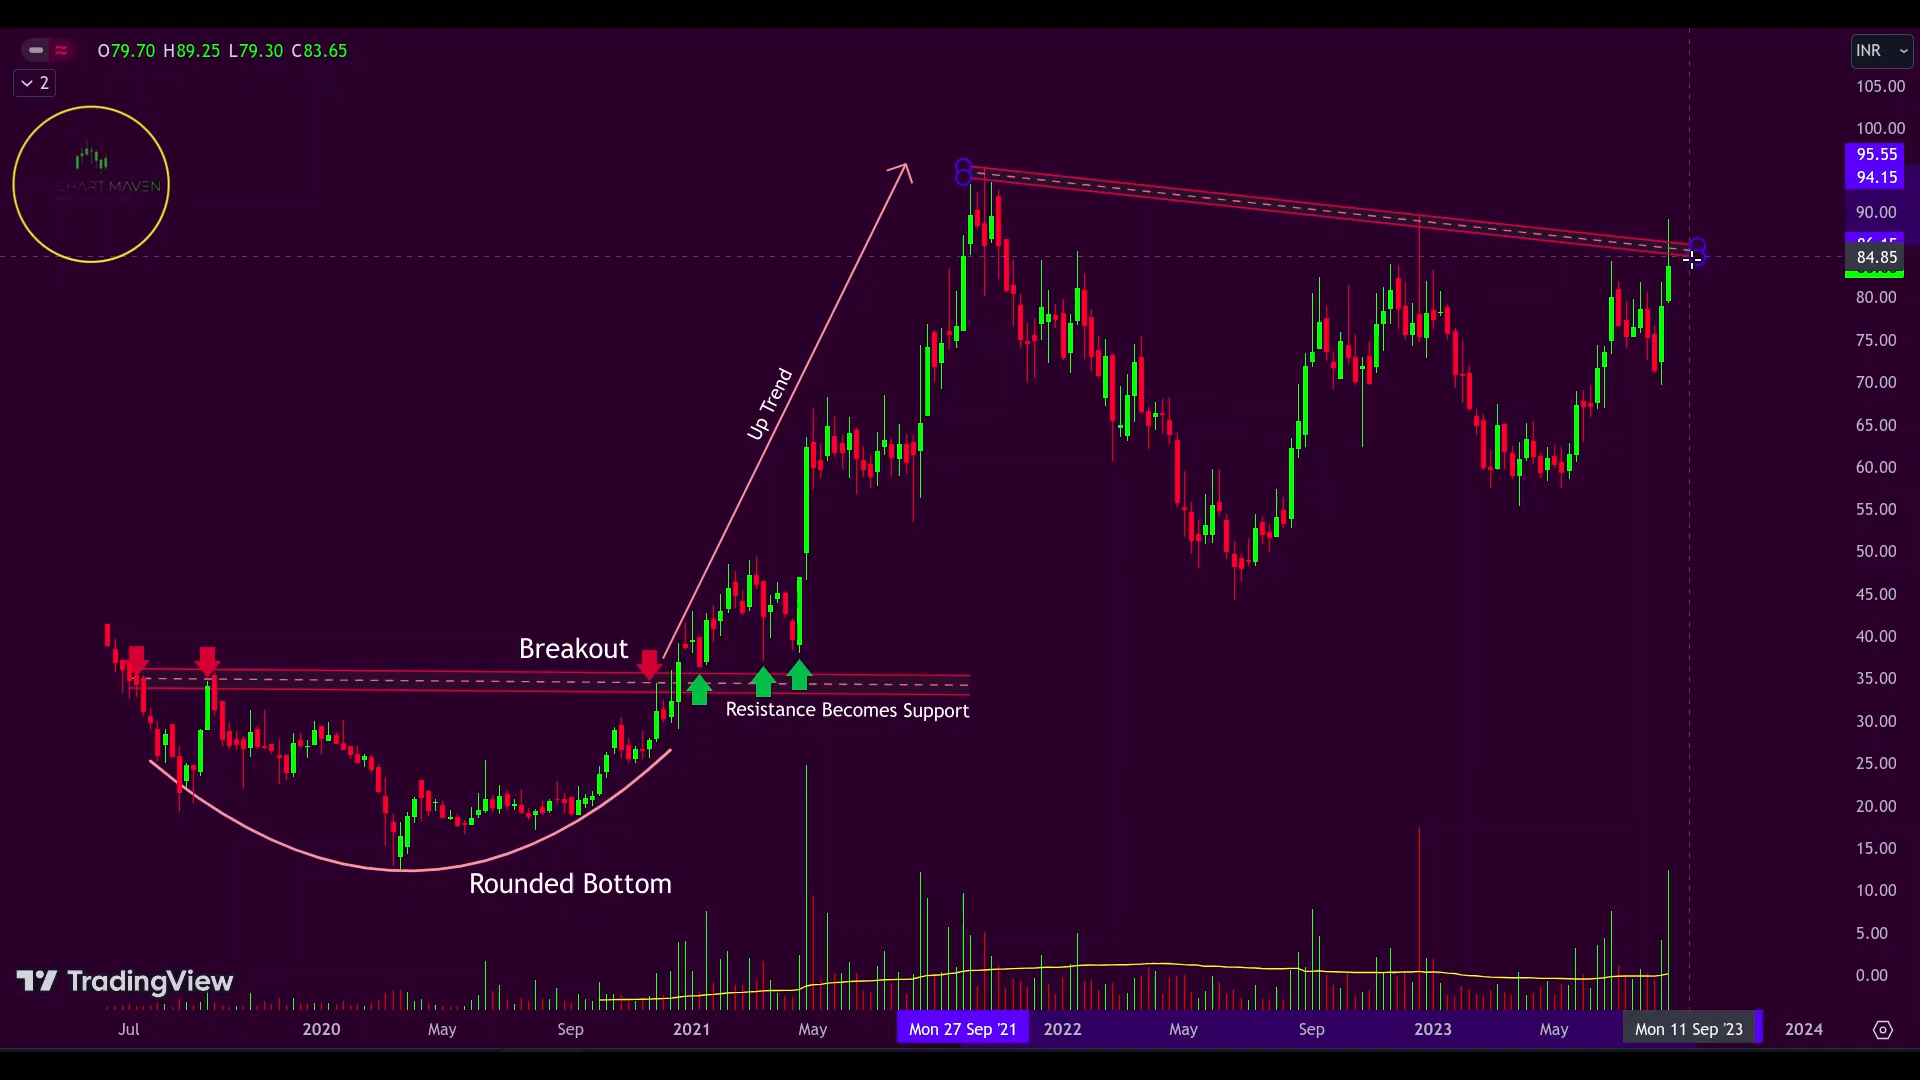 O79.70 H89.25 L79.30 C83.65
INR
2
CHART MAVEN
105.00
100.00
95.55
94.15
90.00
84.85
80.00
75.00
70.00
65.00
60.00
55.00
50.00
45.00
40.00
35.00
30.00
25.00
20.00
15.00
10.00
5.00
0.00
Up Trend
Breakout
Resistance Becomes Support
Rounded Bottom
TradingView
Jul 2020 May Sep 2021 May Mon 27 Sep '21 2022 May Sep 2023 May Mon 11 Sep '23 2024